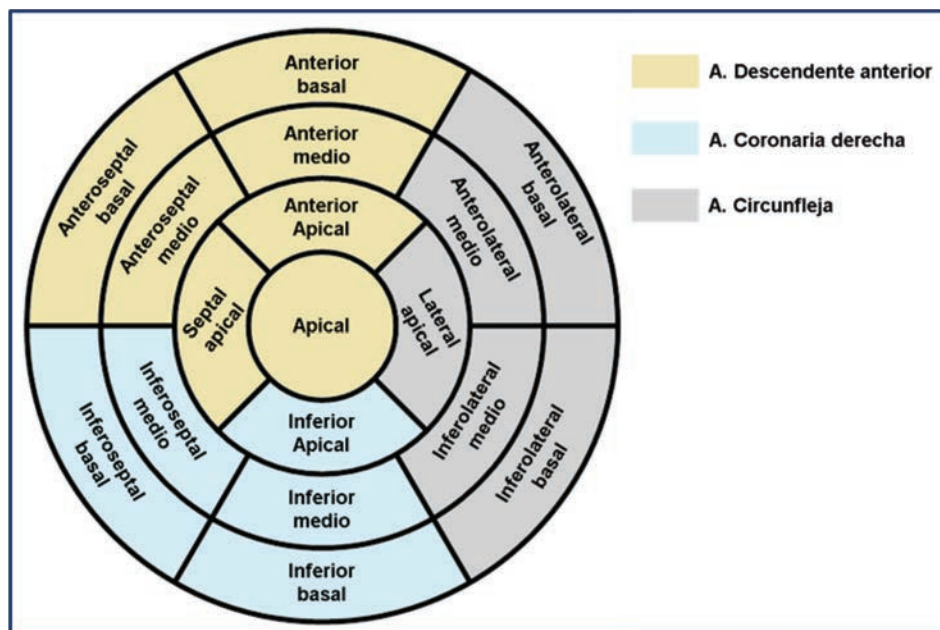 Anterior
basal
Anterior
medio
Anterior
Apical
Anteroseptal
basal
Anteroseptal
medio
Septal
apical
Apical
Lateral
apical
Anterolateral
medio
Anterolateral
basal
Inferoseptal
basal
Inferoseptal
medio
Inferior
Apical
Inferior
medio
Inferior
basal
Inferolateral
medio
Inferolateral
basal
A. Descendente anterior
A. Coronaria derecha
A. Circunfleja